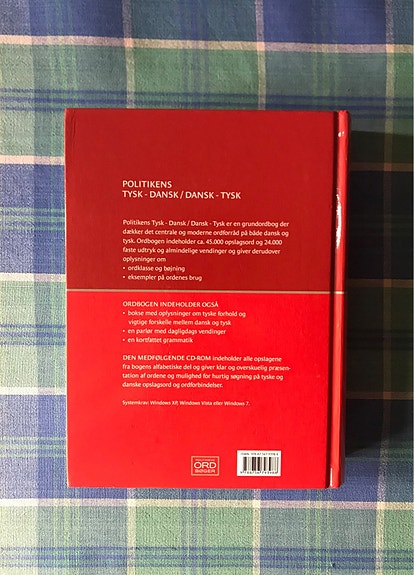 POLITIKENS
TYSK - DANSK / DANSK - TYSK
Politikens Tysk - Dansk / Dansk - Tysk er en grundordbog der
dækker det centrale og moderne ordforråd på både dansk og
tysk. Ordbogen indeholder ca. 45.000 opslagsord og 24.000
faste udtryk og almindelige vendinger og giver derudover
oplysninger om
• ordklasse og bøjning
• eksempler på ordenes brug
ORDBOGEN INDEHOLDER OGSÅ
• bokse med oplysninger om tyske forhold og
vigtige forskelle mellem dansk og tysk
• en parlør med dagligdags vendinger
• en kortfattet grammatik
DEN MEDFØLGENDE CD-ROM indeholder alle opslagene
fra bogens alfabetiske del og giver klar og overskuelig præsen-
tation af ordene og mulighed for hurtig søgning på tyske og
danske opslagsord og ordforbindelser.
Systemkrav: Windows XP, Windows Vista eller Windows 7.
ORD
BØGER